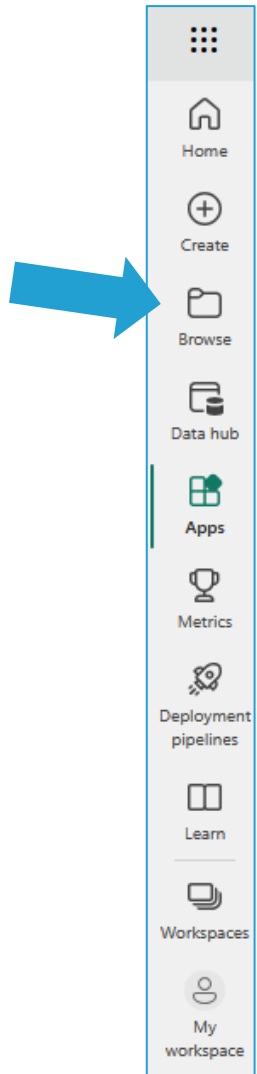 Home
Create
Browse
Data hub
Apps
Metrics
Deployment
pipelines
Learn
Workspaces
My
workspace